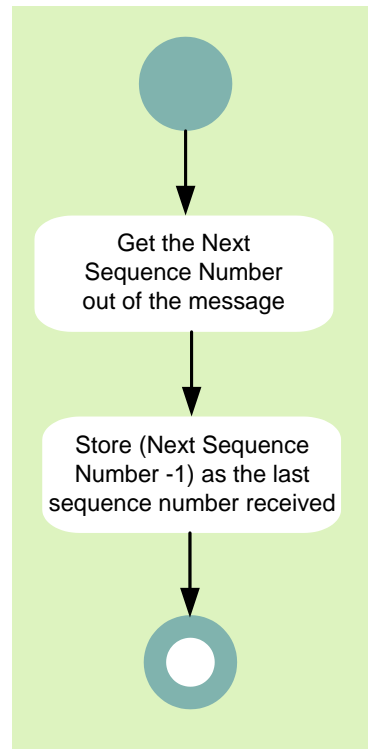 Get the Next
Sequence Number
out of the message
Store (Next Sequence
Number -1) as the last
sequence number received